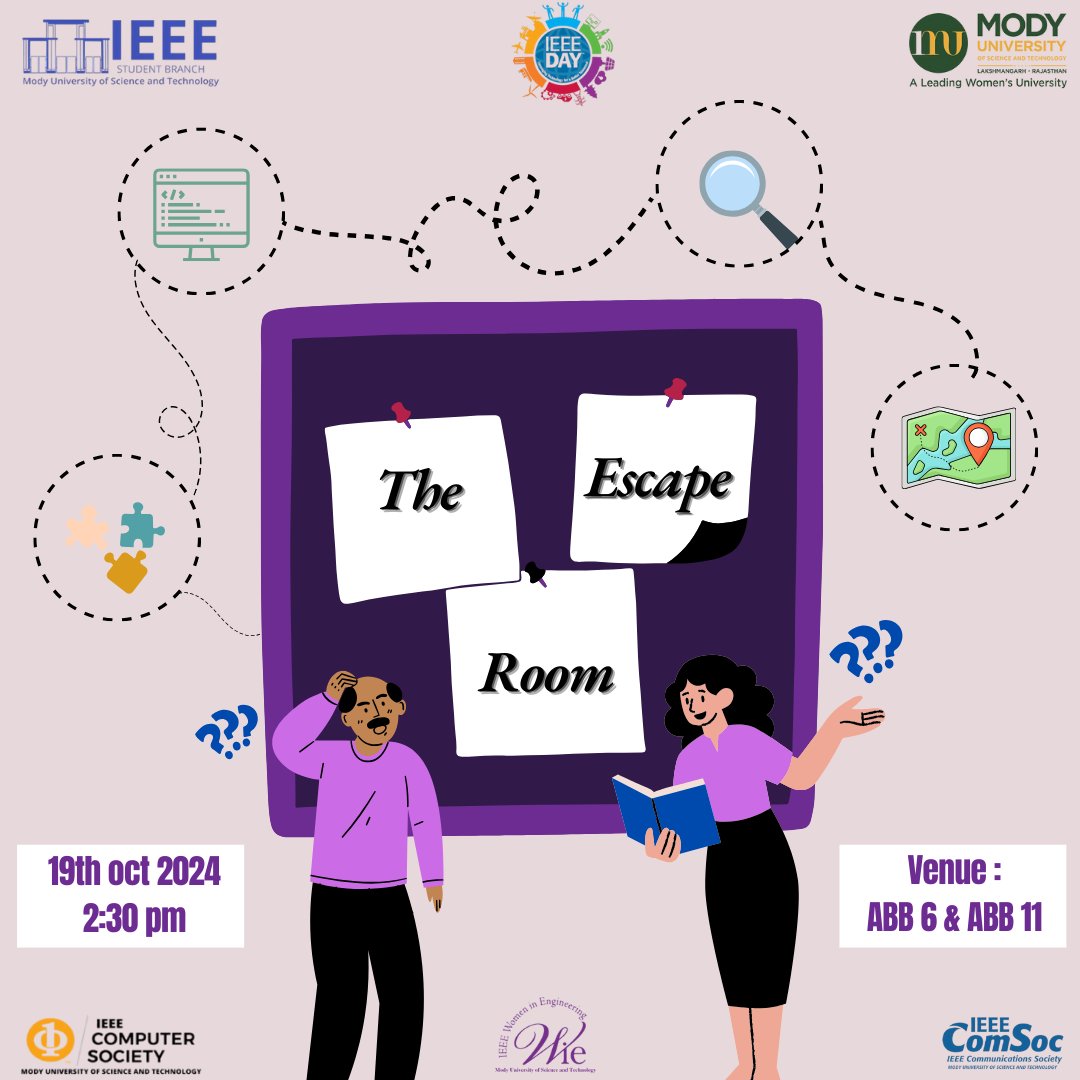 IEEE
STUDENT BRANCH
Mody University of Science and Technology
IEEE
DAY
mu
MODY
UNIVERSITY
OF SCIENCE AND TECHNOLOGY
LAKSHMANGARH • RAJASTHAN
A Leading Women's University
</>
The
Escape
Room
???
???
19th oct 2024
2:30 pm
Venue :
ABB 6 & ABB 11
IEEE
COMPUTER
SOCIETY
MODY UNIVERSITY OF SCIENCE AND TECHNOLOGY
IEEE Women in Engineering
Wie
Mody University of Science and Technology
IEEE
ComSoc
IEEE Communications Society
MODY UNIVERSITY OF SCIENCE AND TECHNOLOGY